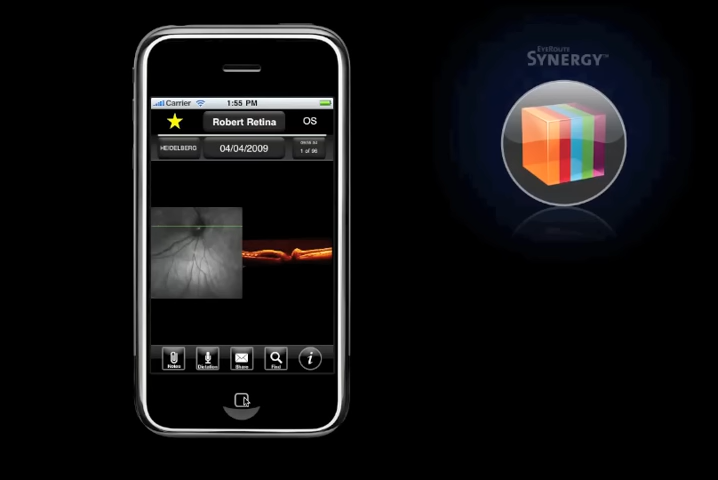 EYEROUTE
SYNERGY™
Carrier 1:55 PM
Robert Retina OS
HEIDELBERG 04/04/2009
1 of 96
Notes Dictation Share Find i